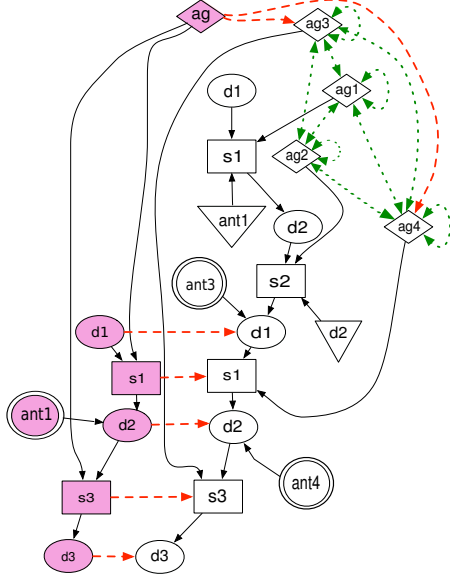 ag
ag3
d1
ag1
s1
ag2
ant1
d2
ag4
s2
ant3
d1
d1
d2
s1
s1
ant1
d2
d2
ant4
s3
s3
d3
d3